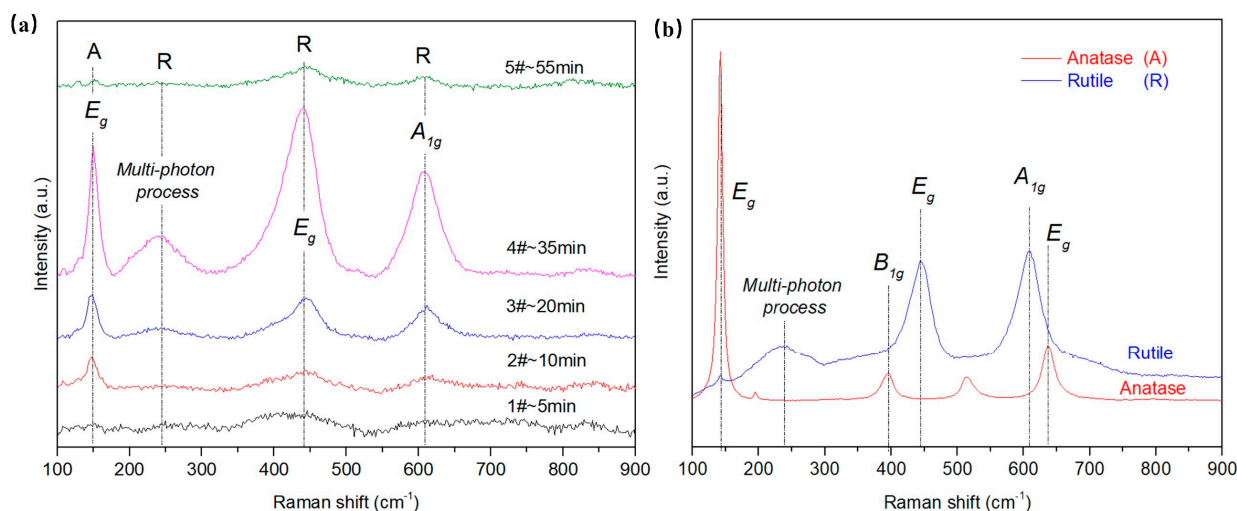 (a)
A
R
R
R
5#~55min
Eg
A1g
Multi-photon
process
Eg
4#~35min
3#~20min
2#~10min
1#~5min
Intensity (a.u.)
100 200 300 400 500 600 700 800 900
Raman shift (cm-1)
(b)
Anatase (A)
Rutile (R)
Eg
Eg
A1g
Eg
B1g
Multi-photon
process
Rutile
Anatase
Intensity (a.u.)
100 200 300 400 500 600 700 800 900
Raman shift (cm-1)